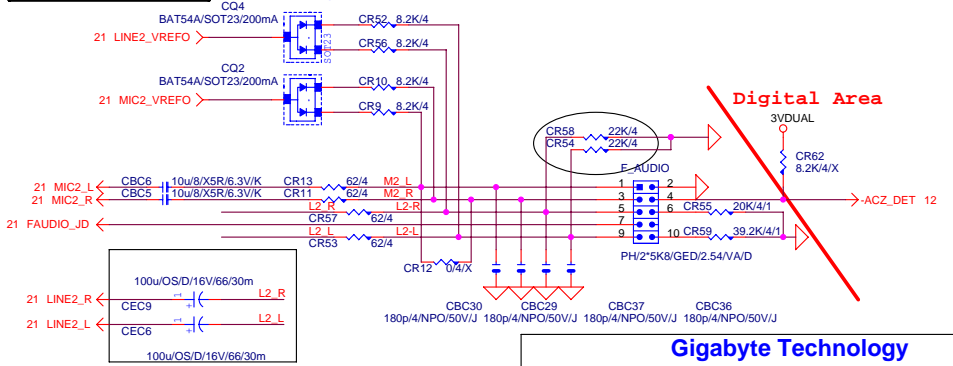 CQ4
BAT54A/SOT23/200mA
CR52 8.2K/4
21 LINE2_VREFO
SOT23
CR56 8.2K/4
CQ2
BAT54A/SOT23/200mA
CR10 8.2K/4
21 MIC2_VREFO
CR9 8.2K/4
Digital Area
3VDUAL
CR58 22K/4
CR54 22K/4
CR62
8.2K/4/X
F_AUDIO
CBC6 10u/8/X5R/6.3V/K CR13 62/4 M2_L
21 MIC2_L
1 2
CBC5 10u/8/X5R/6.3V/K CR11 62/4 M2_R
21 MIC2_R
3 4
-ACZ_DET 12
L2_R L2-R
5 6
CR55 20K/4/1
CR57 62/4
21 FAUDIO_JD
7
L2_L L2-L
9 10
CR53 62/4
CR59 39.2K/4/1
PH/2*5K8/GED/2.54/VA/D
CR12 0/4/X
100u/OS/D/16V/66/30m
21 LINE2_R
1
+
L2_R
CEC9
21 LINE2_L
1
+
L2_L
CEC6
100u/OS/D/16V/66/30m
CBC30 CBC29 CBC37 CBC36
180p/4/NPO/50V/J 180p/4/NPO/50V/J 180p/4/NPO/50V/J 180p/4/NPO/50V/J
Gigabyte Technology